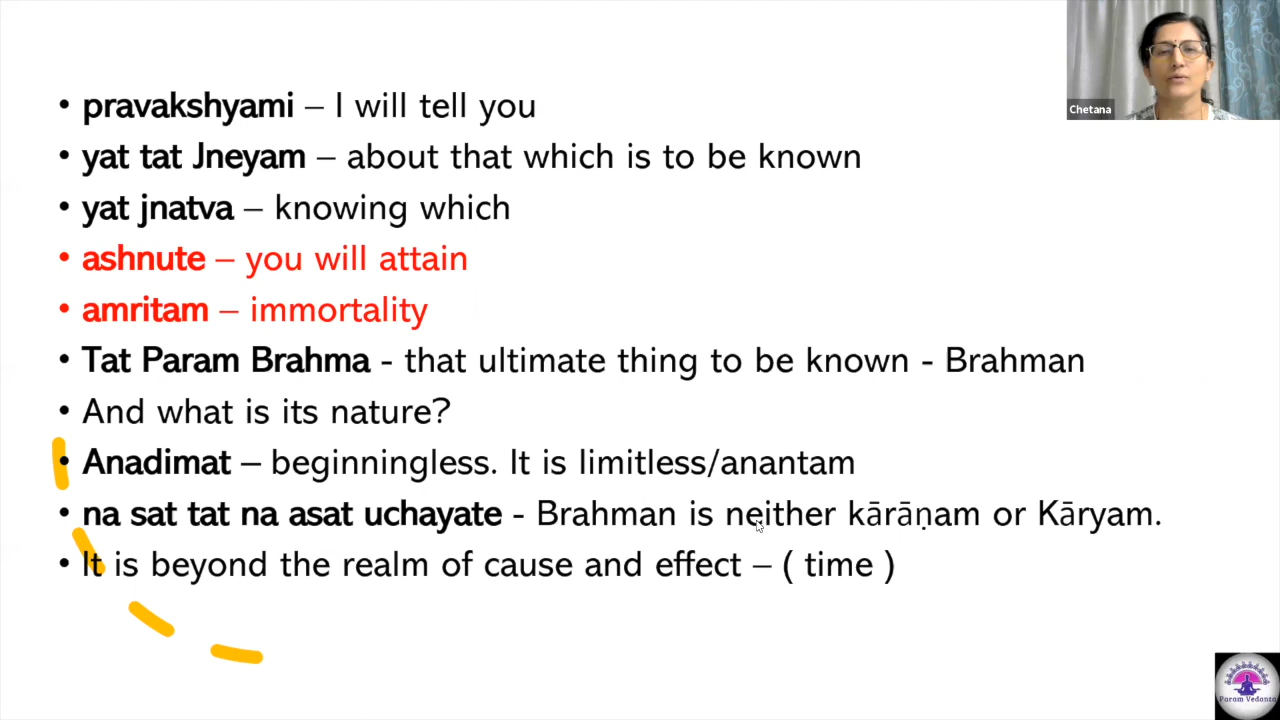 • pravakshyami – I will tell you
• yat tat Jneyam – about that which is to be known
• yat jnatva – knowing which
• ashnute – you will attain
• amritam – immortality
• Tat Param Brahma - that ultimate thing to be known - Brahman
• And what is its nature?
• Anadimat – beginningless. It is limitless/anantam
• na sat tat na asat uchayate - Brahman is neither kārāṇam or Kāryam.
• It is beyond the realm of cause and effect – ( time )
Chetana
Param Vedanta